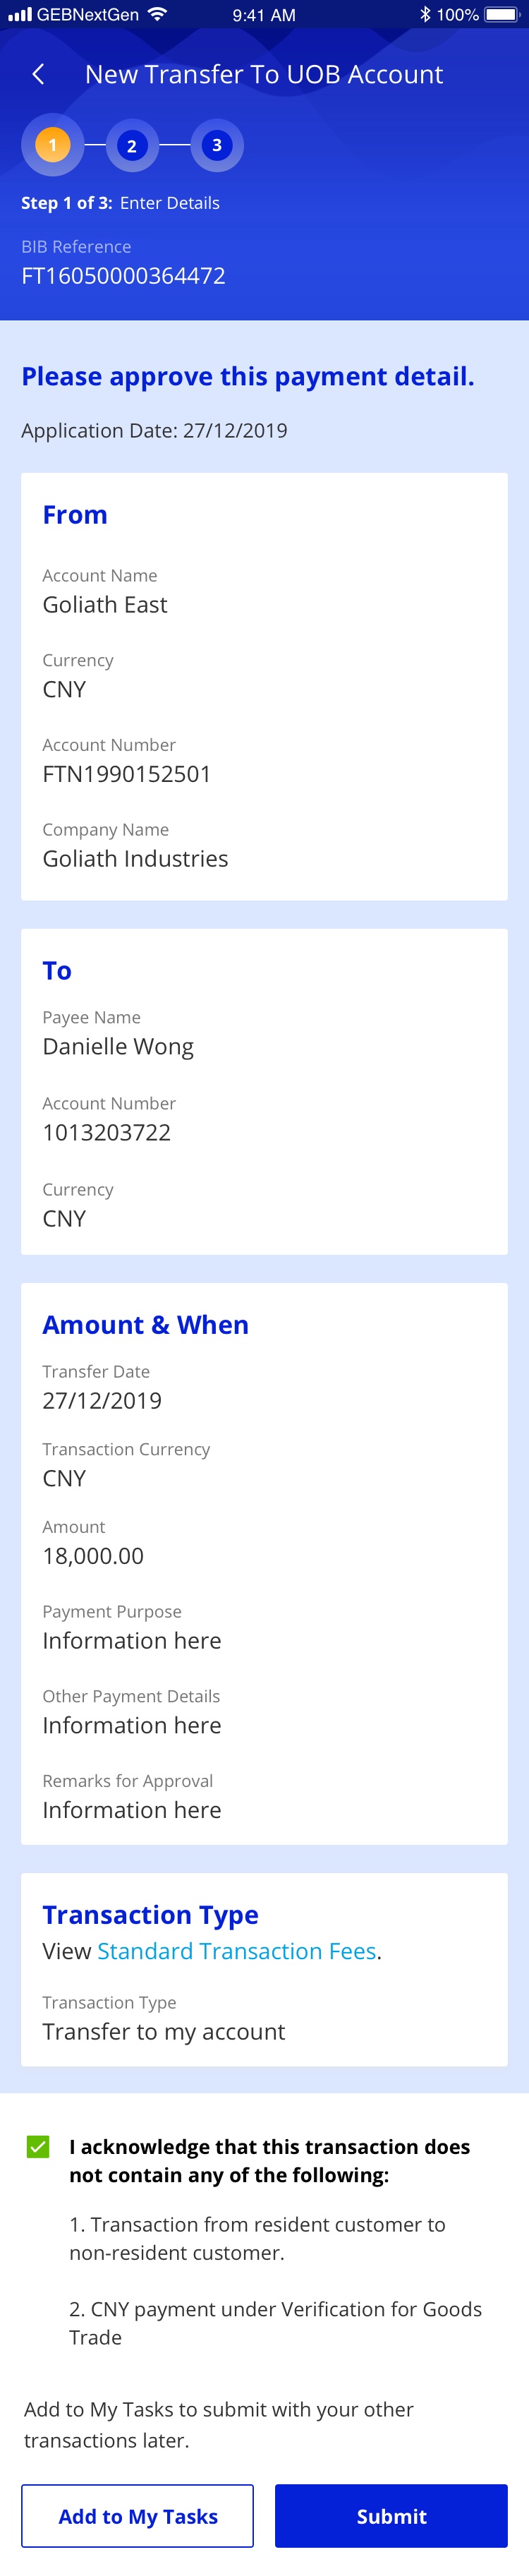 GEBNextGen 9:41 AM 100%
New Transfer To UOB Account
1 2 3
Step 1 of 3: Enter Details
BIB Reference
FT16050000364472
Please approve this payment detail.
Application Date: 27/12/2019
From
Account Name
Goliath East
Currency
CNY
Account Number
FTN1990152501
Company Name
Goliath Industries
To
Payee Name
Danielle Wong
Account Number
1013203722
Currency
CNY
Amount & When
Transfer Date
27/12/2019
Transaction Currency
CNY
Amount
18,000.00
Payment Purpose
Information here
Other Payment Details
Information here
Remarks for Approval
Information here
Transaction Type
View Standard Transaction Fees.
Transaction Type
Transfer to my account
I acknowledge that this transaction does
not contain any of the following:
1. Transaction from resident customer to
non-resident customer.
2. CNY payment under Verification for Goods
Trade
Add to My Tasks to submit with your other
transactions later.
Add to My Tasks Submit